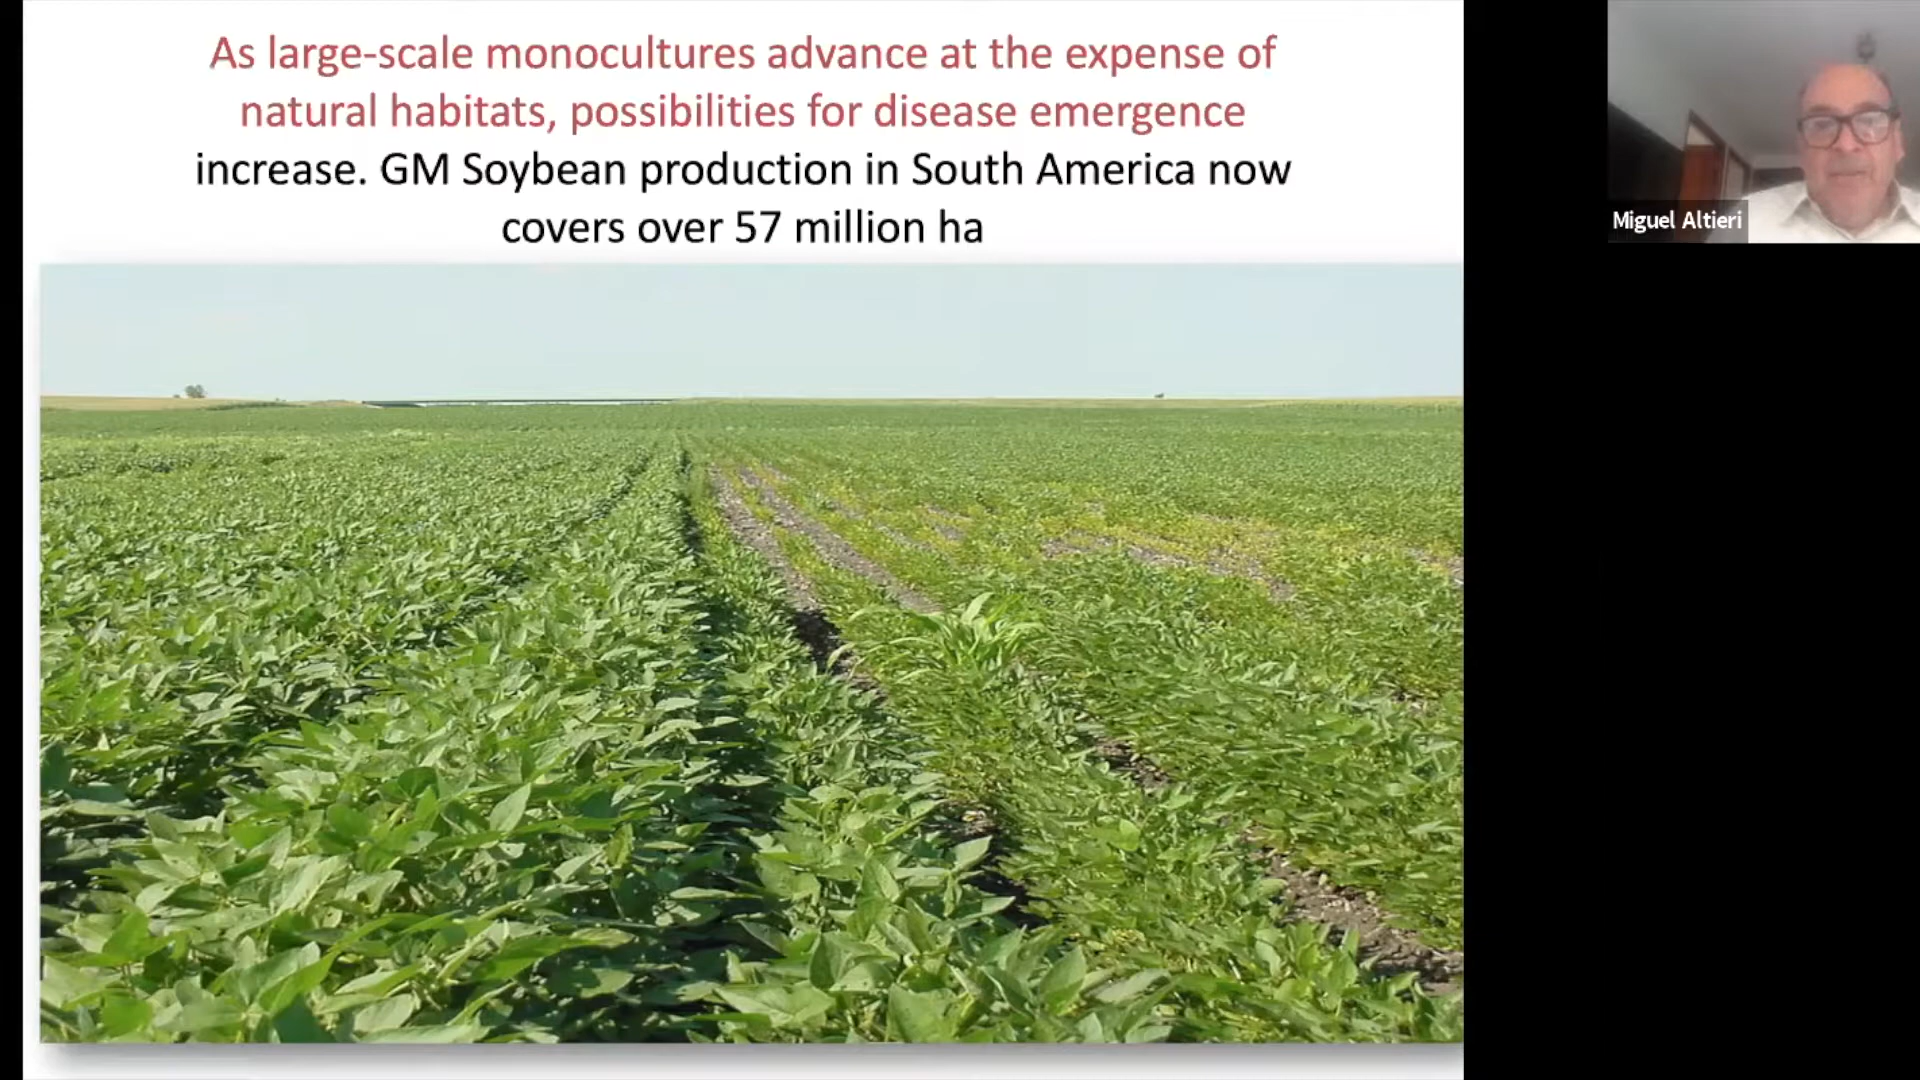 As large-scale monocultures advance at the expense of
natural habitats, possibilities for disease emergence
increase. GM Soybean production in South America now
covers over 57 million ha
Miguel Altieri